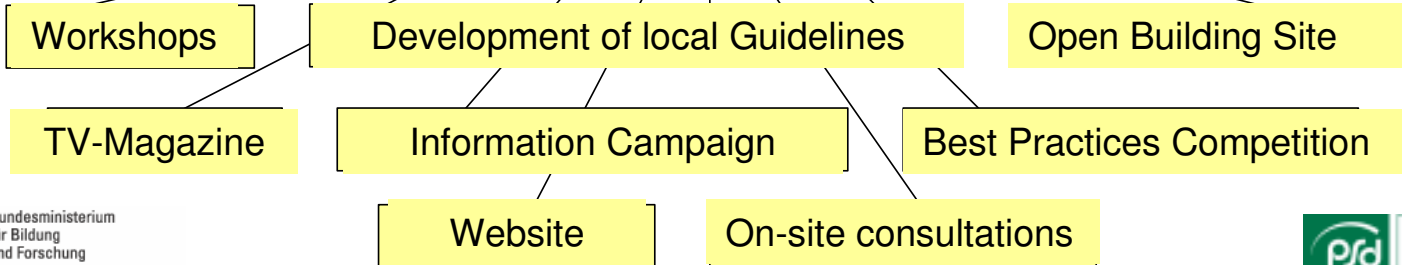 Workshops
Development of local Guidelines
Open Building Site
TV-Magazine
Information Campaign
Best Practices Competition
Website
On-site consultations
undesministerium
r Bildung
nd Forschung
psd